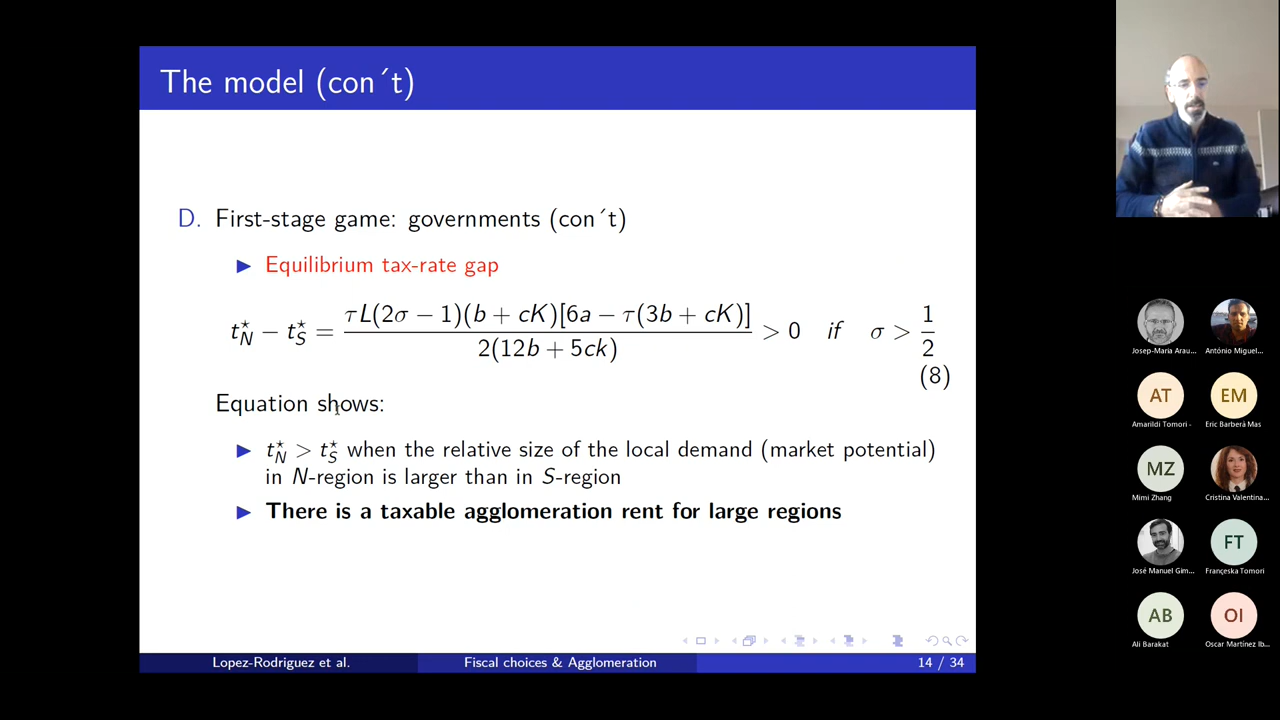 The model (con´t)
D. First-stage game: governments (con´t)
▶ Equilibrium tax-rate gap
t*_N − t*_S = τL(2σ − 1)(b + cK)[6a − τ(3b + cK)] / 2(12b + 5ck) > 0 if σ > 1/2
(8)
Equation shows:
▶ t*_N > t*_S when the relative size of the local demand (market potential)
in N-region is larger than in S-region
▶ There is a taxable agglomeration rent for large regions
Lopez-Rodriguez et al. Fiscal choices & Agglomeration 14 / 34
Josep-Maria Arau... António Miguel...
AT EM
Amarildi Tomori - Eric Barberá Mas
MZ
Mimi Zhang Cristina Valentina...
FT
José Manuel Gim... Françeska Tomori
AB OI
Ali Barakat Oscar Martínez Ib...